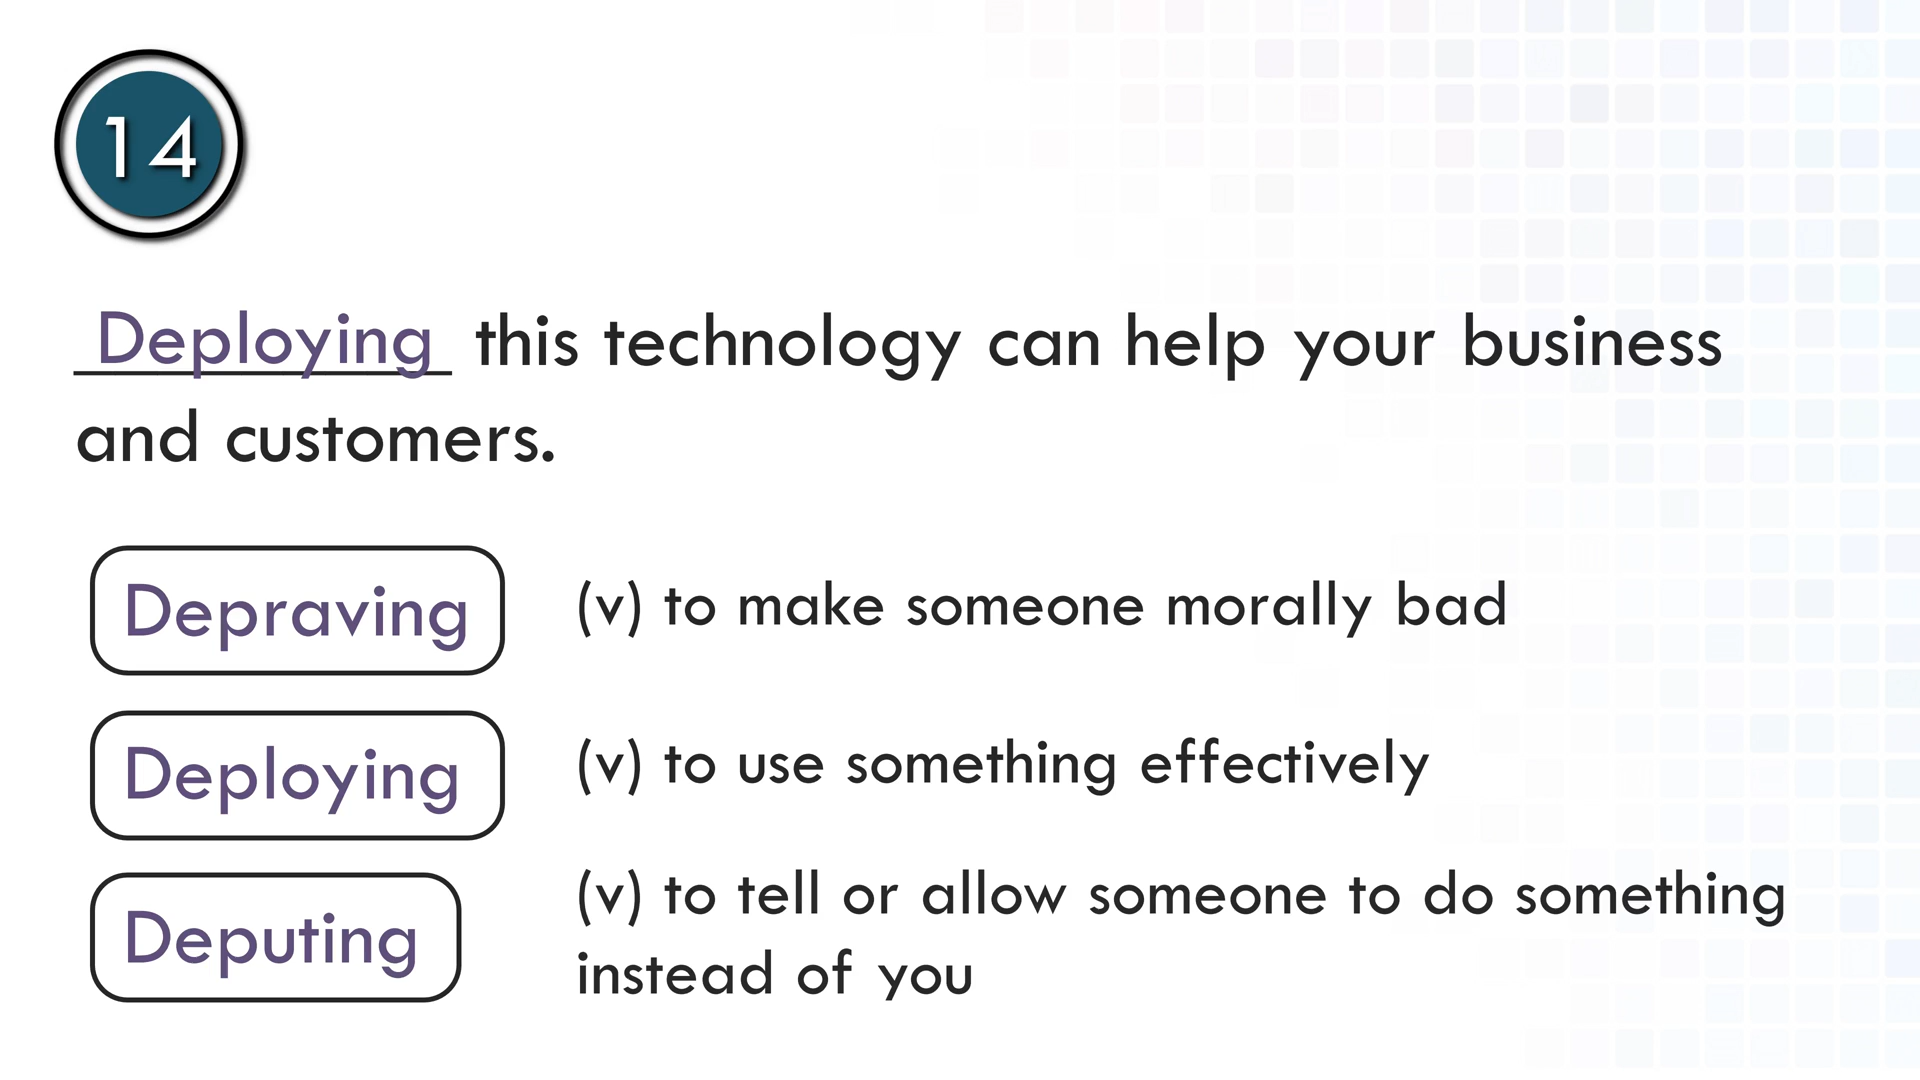 14
Deploying this technology can help your business
and customers.
Depraving (v) to make someone morally bad
Deploying (v) to use something effectively
Deputing (v) to tell or allow someone to do something
instead of you